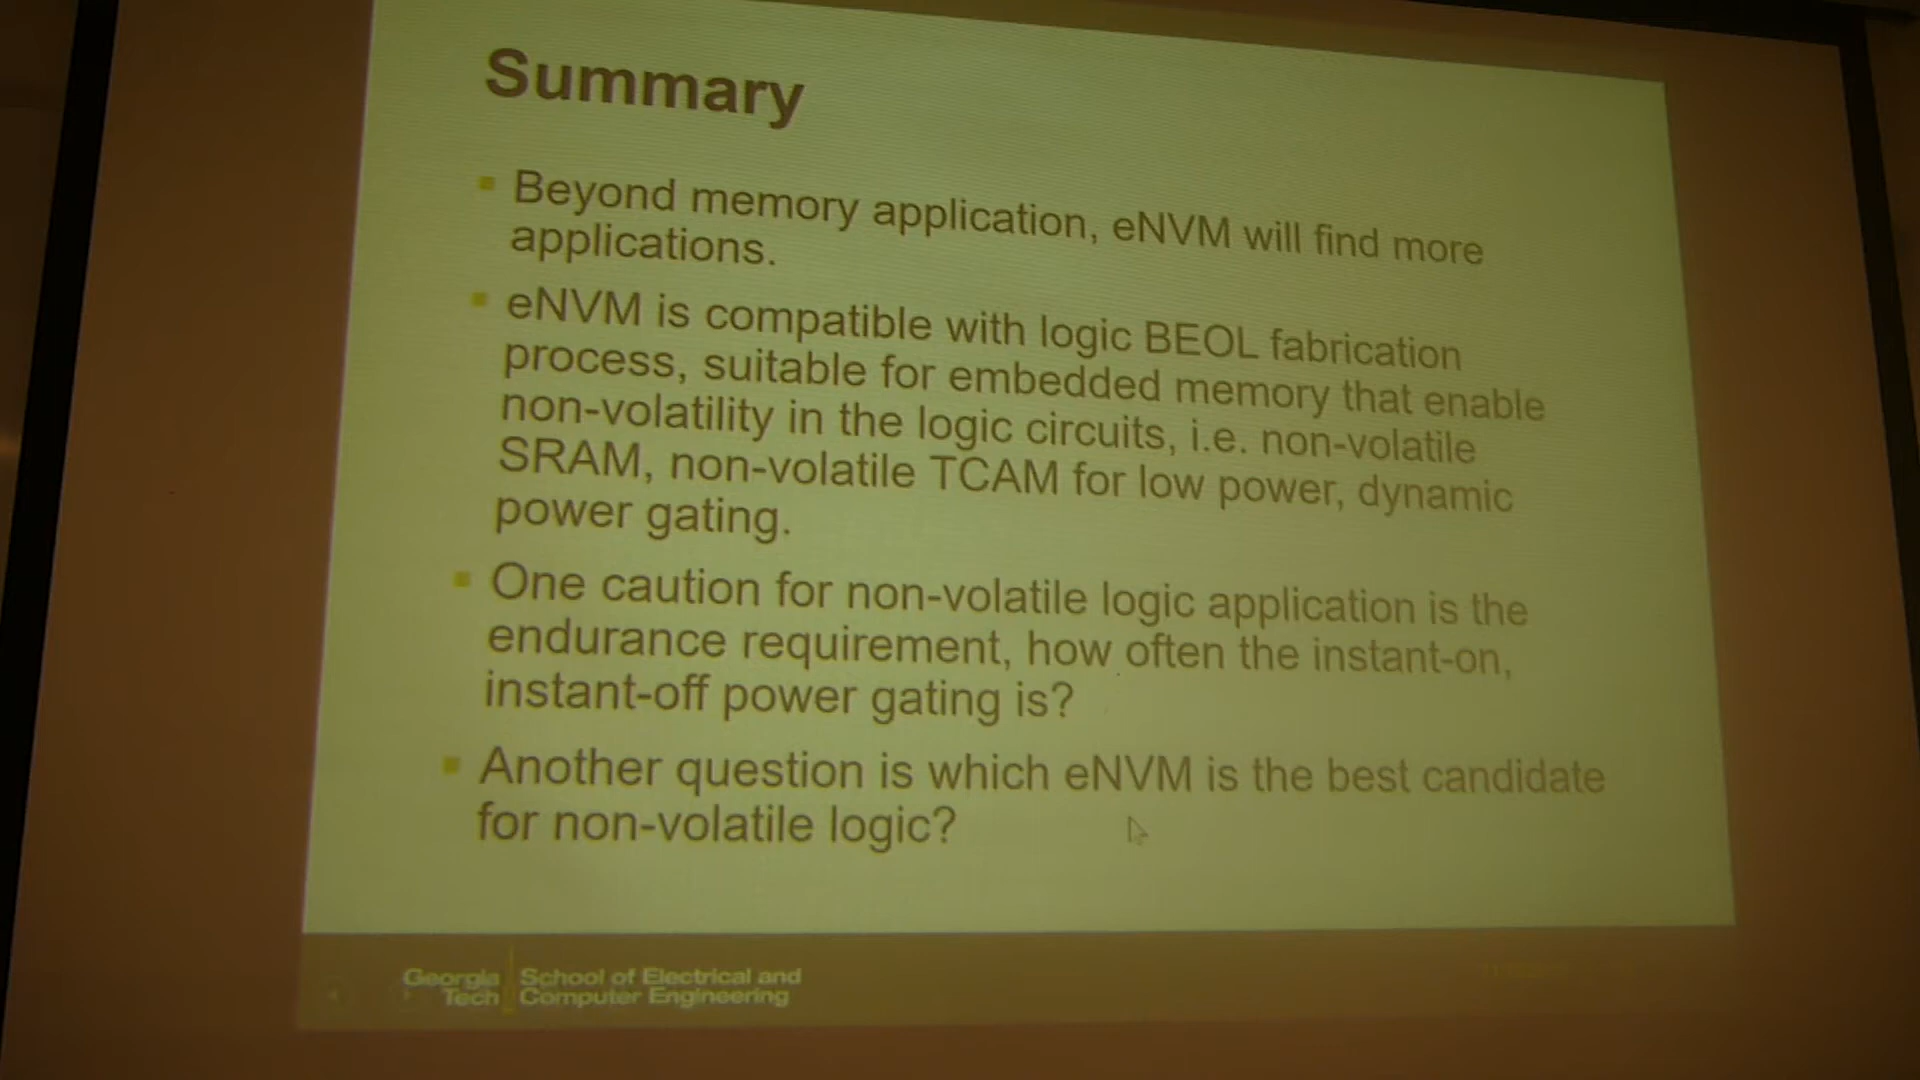 Summary
Beyond memory application, eNVM will find more
applications.
eNVM is compatible with logic BEOL fabrication
process, suitable for embedded memory that enable
non-volatility in the logic circuits, i.e. non-volatile
SRAM, non-volatile TCAM for low power, dynamic
power gating.
One caution for non-volatile logic application is the
endurance requirement, how often the instant-on,
instant-off power gating is?
Another question is which eNVM is the best candidate
for non-volatile logic?
Georgia
Tech
School of Electrical and
Computer Engineering